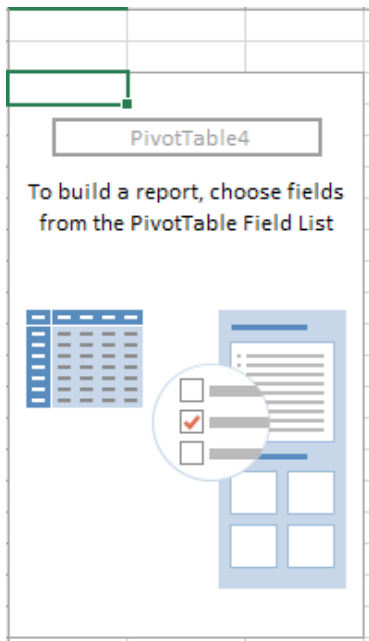 PivotTable4
To build a report, choose fields
from the PivotTable Field List